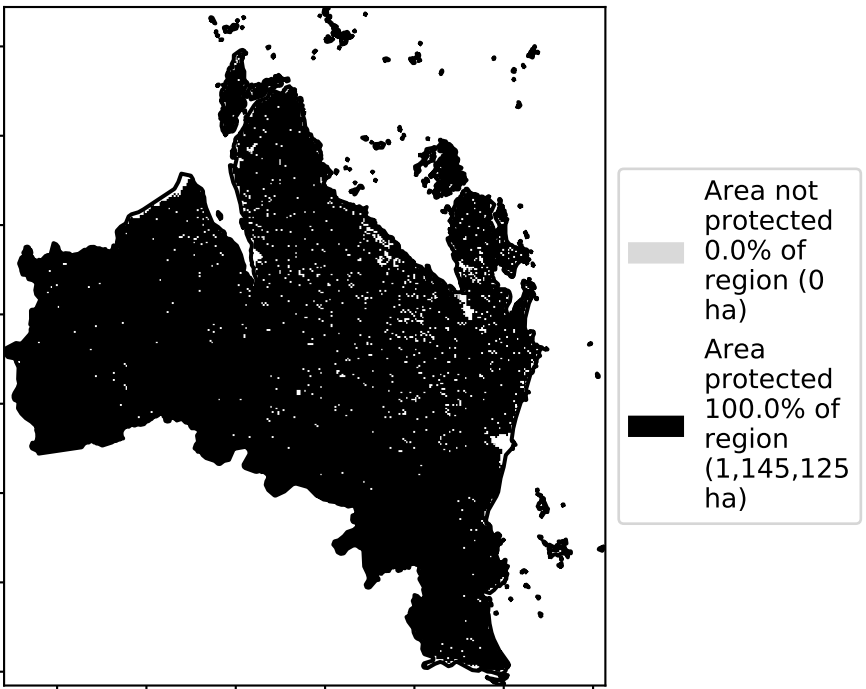 Area not
protected
0.0% of
region (0
ha)
Area
protected
100.0% of
region
(1,145,125
ha)